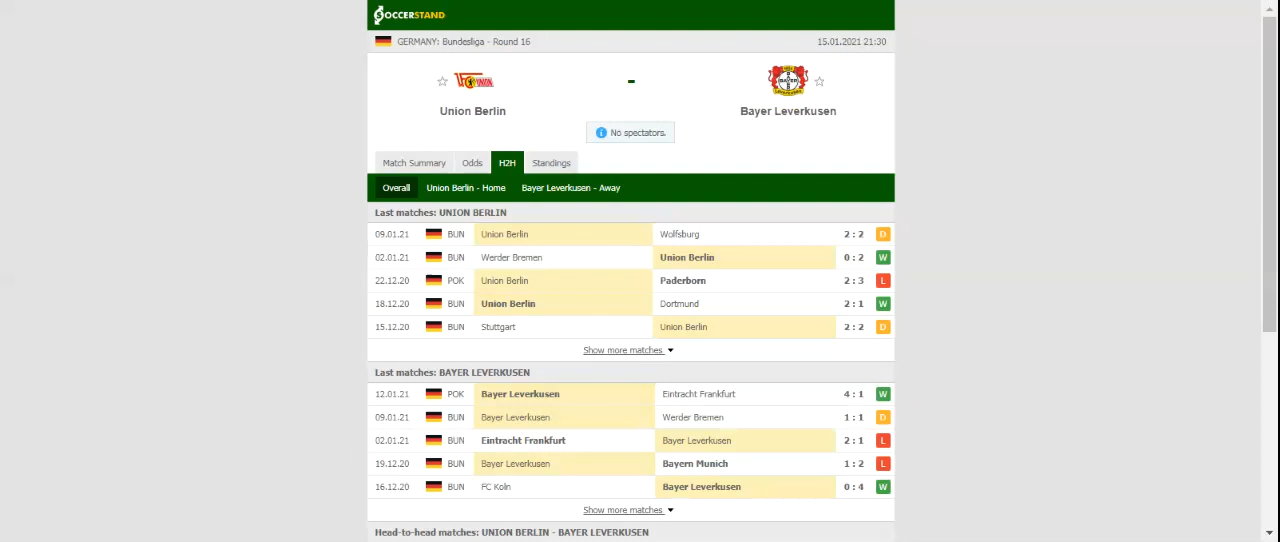 SOCCERSTAND
GERMANY: Bundesliga - Round 16 15.01.2021 21:30
-
Union Berlin Bayer Leverkusen
No spectators.
Match Summary Odds H2H Standings
Overall Union Berlin - Home Bayer Leverkusen - Away
Last matches: UNION BERLIN
09.01.21 BUN Union Berlin Wolfsburg 2 : 2 D
02.01.21 BUN Werder Bremen Union Berlin 0 : 2 W
22.12.20 POK Union Berlin Paderborn 2 : 3 L
18.12.20 BUN Union Berlin Dortmund 2 : 1 W
15.12.20 BUN Stuttgart Union Berlin 2 : 2 D
Show more matches
Last matches: BAYER LEVERKUSEN
12.01.21 POK Bayer Leverkusen Eintracht Frankfurt 4 : 1 W
09.01.21 BUN Bayer Leverkusen Werder Bremen 1 : 1 D
02.01.21 BUN Eintracht Frankfurt Bayer Leverkusen 2 : 1 L
19.12.20 BUN Bayer Leverkusen Bayern Munich 1 : 2 L
16.12.20 BUN FC Koln Bayer Leverkusen 0 : 4 W
Show more matches
Head-to-head matches: UNION BERLIN - BAYER LEVERKUSEN